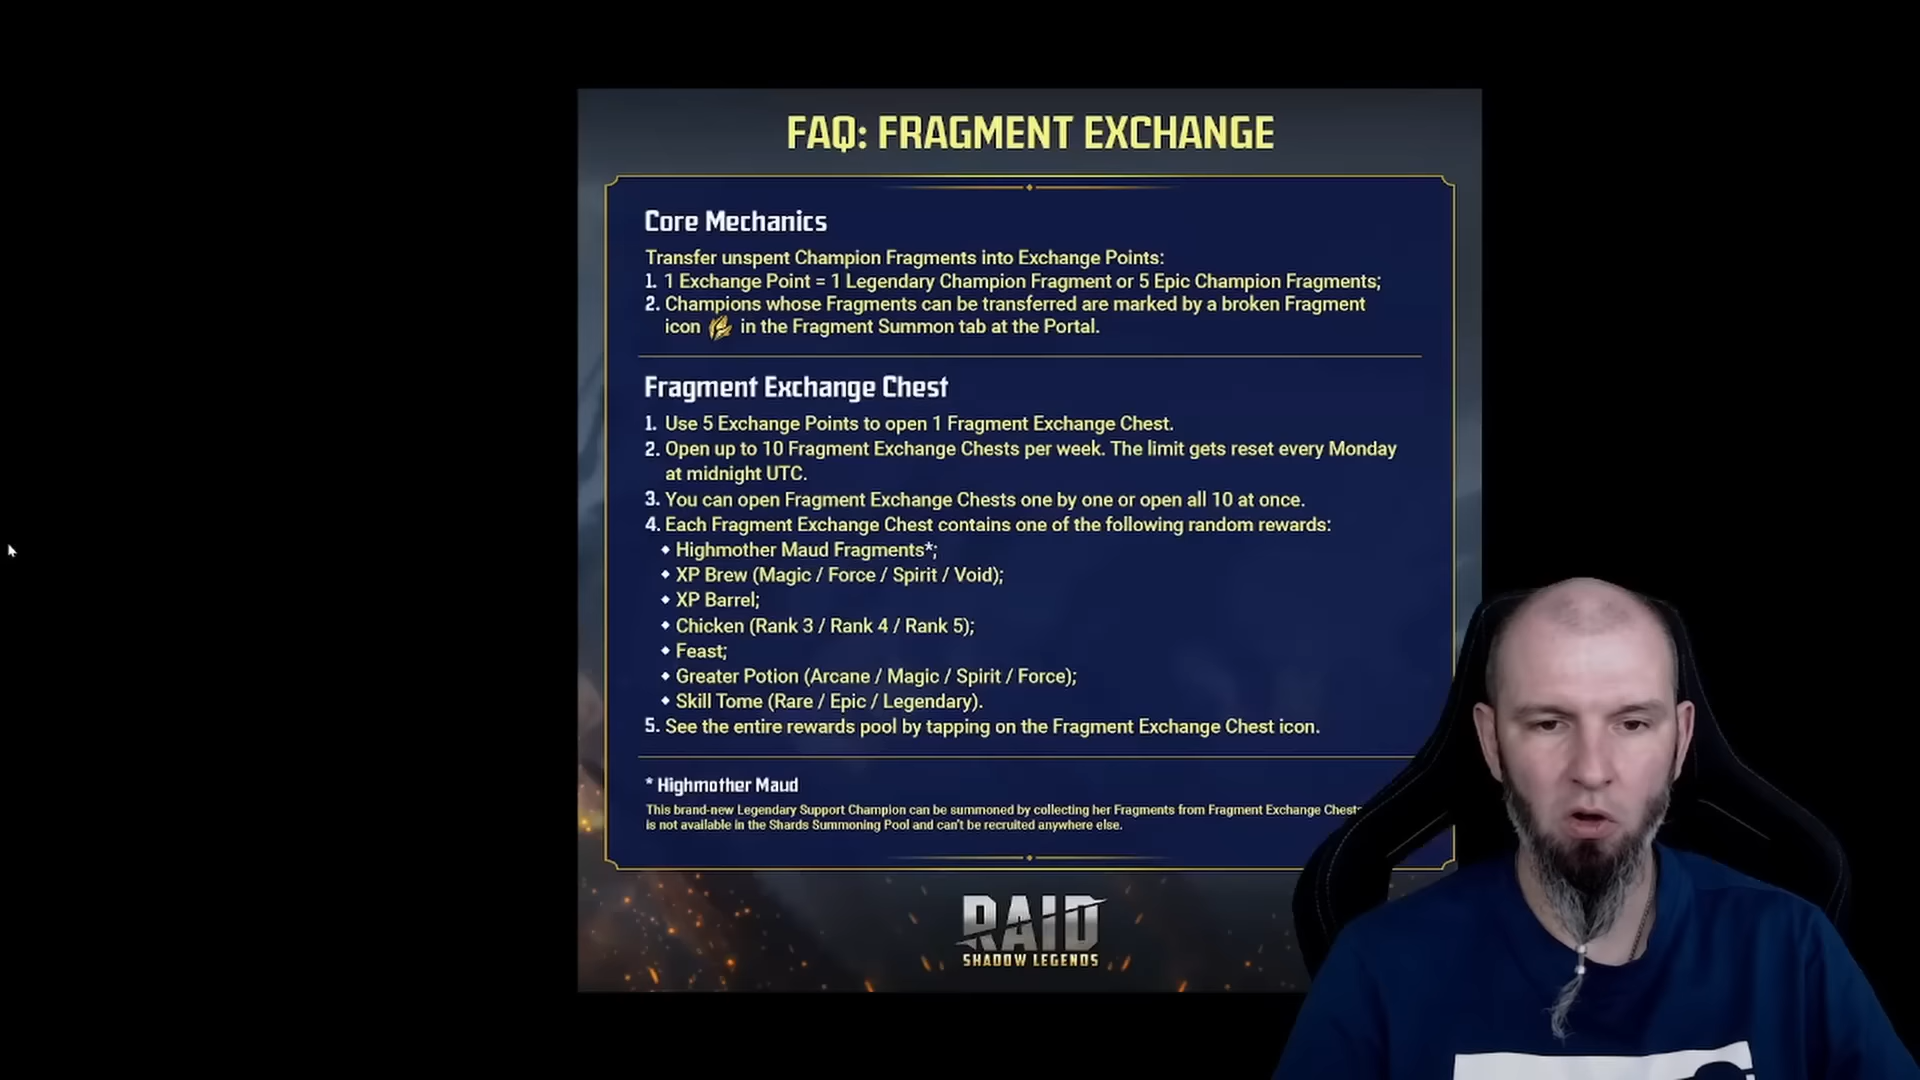 FAQ: FRAGMENT EXCHANGE
Core Mechanics
Transfer unspent Champion Fragments into Exchange Points:
1. 1 Exchange Point = 1 Legendary Champion Fragment or 5 Epic Champion Fragments;
2. Champions whose Fragments can be transferred are marked by a broken Fragment
icon in the Fragment Summon tab at the Portal.
Fragment Exchange Chest
1. Use 5 Exchange Points to open 1 Fragment Exchange Chest.
2. Open up to 10 Fragment Exchange Chests per week. The limit gets reset every Monday
at midnight UTC.
3. You can open Fragment Exchange Chests one by one or open all 10 at once.
4. Each Fragment Exchange Chest contains one of the following random rewards:
◆ Highmother Maud Fragments*;
◆ XP Brew (Magic / Force / Spirit / Void);
◆ XP Barrel;
◆ Chicken (Rank 3 / Rank 4 / Rank 5);
◆ Feast;
◆ Greater Potion (Arcane / Magic / Spirit / Force);
◆ Skill Tome (Rare / Epic / Legendary).
5. See the entire rewards pool by tapping on the Fragment Exchange Chest icon.
* Highmother Maud
This brand-new Legendary Support Champion can be summoned by collecting her Fragments from Fragment Exchange Chests
is not available in the Shards Summoning Pool and can't be recruited anywhere else.
RAID
SHADOW LEGENDS